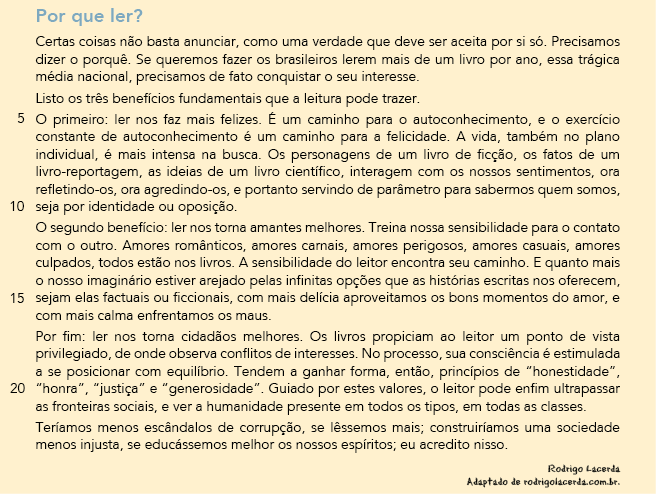 Por que ler?
Certas coisas não basta anunciar, como uma verdade que deve ser aceita por si só. Precisamos
dizer o porquê. Se queremos fazer os brasileiros lerem mais de um livro por ano, essa trágica
média nacional, precisamos de fato conquistar o seu interesse.
Listo os três benefícios fundamentais que a leitura pode trazer.
5 O primeiro: ler nos faz mais felizes. É um caminho para o autoconhecimento, e o exercício
constante de autoconhecimento é um caminho para a felicidade. A vida, também no plano
individual, é mais intensa na busca. Os personagens de um livro de ficção, os fatos de um
livro-reportagem, as ideias de um livro científico, interagem com os nossos sentimentos, ora
refletindo-os, ora agredindo-os, e portanto servindo de parâmetro para sabermos quem somos,
10 seja por identidade ou oposição.
O segundo benefício: ler nos torna amantes melhores. Treina nossa sensibilidade para o contato
com o outro. Amores românticos, amores carnais, amores perigosos, amores casuais, amores
culpados, todos estão nos livros. A sensibilidade do leitor encontra seu caminho. E quanto mais
o nosso imaginário estiver arejado pelas infinitas opções que as histórias escritas nos oferecem,
15 sejam elas factuais ou ficcionais, com mais delícia aproveitamos os bons momentos do amor, e
com mais calma enfrentamos os maus.
Por fim: ler nos torna cidadãos melhores. Os livros propiciam ao leitor um ponto de vista
privilegiado, de onde observa conflitos de interesses. No processo, sua consciência é estimulada
a se posicionar com equilíbrio. Tendem a ganhar forma, então, princípios de “honestidade”,
20 “honra”, “justiça” e “generosidade”. Guiado por estes valores, o leitor pode enfim ultrapassar
as fronteiras sociais, e ver a humanidade presente em todos os tipos, em todas as classes.
Teríamos menos escândalos de corrupção, se lêssemos mais; construiríamos uma sociedade
menos injusta, se educássemos melhor os nossos espíritos; eu acredito nisso.
Rodrigo Lacerda
Adaptado de rodrigolacerda.com.br.